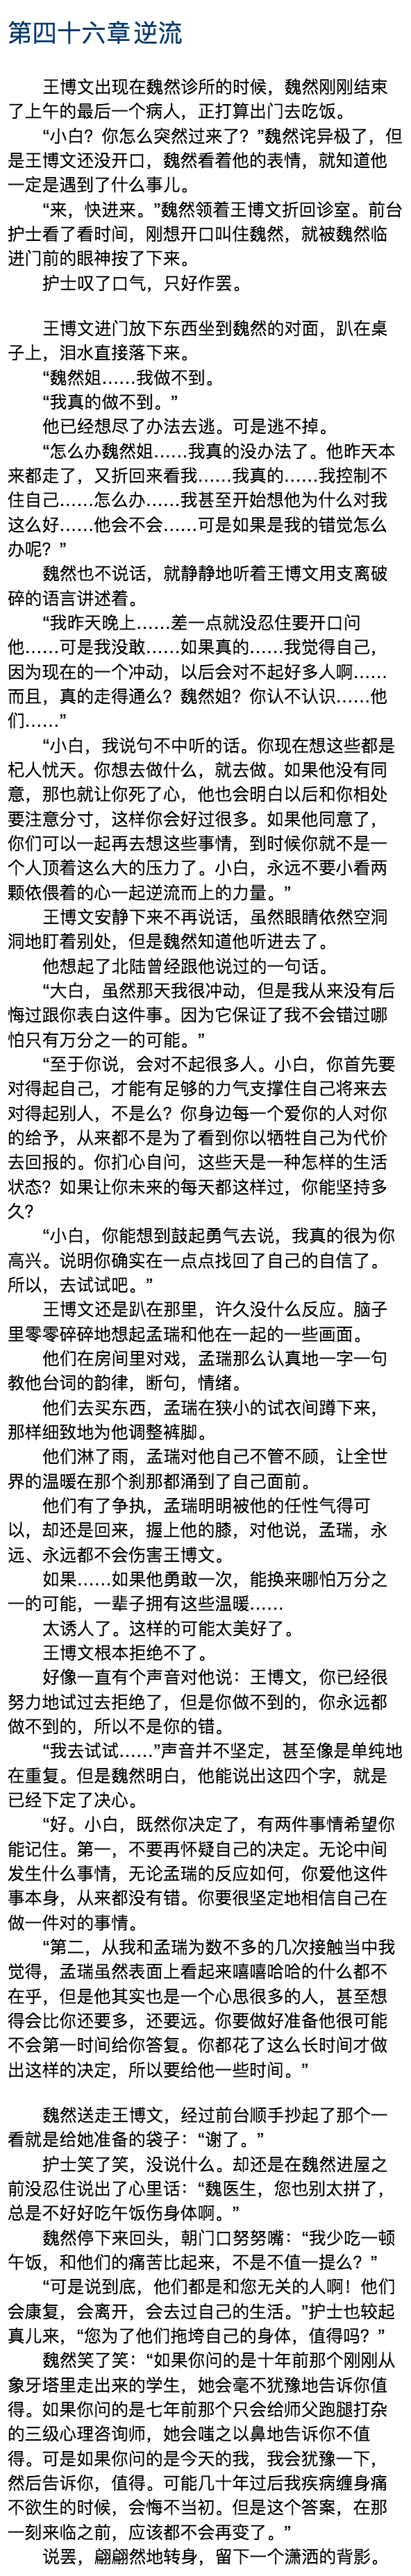 第四十六章 逆流
王博文出现在魏然诊所的时候，魏然刚刚结束
了上午的最后一个病人，正打算出门去吃饭。
“小白？你怎么突然过来了？”魏然诧异极了，但
是王博文还没开口，魏然看着他的表情，就知道他
一定是遇到了什么事儿。
“来，快进来。”魏然领着王博文折回诊室。前台
护士看了看时间，刚想开口叫住魏然，就被魏然临
进门前的眼神按了下来。
护士叹了口气，只好作罢。
王博文进门放下东西坐到魏然的对面，趴在桌
子上，泪水直接落下来。
“魏然姐……我做不到。
“我真的做不到。”
他已经想尽了办法去逃。可是逃不掉。
“怎么办魏然姐……我真的没办法了。他昨天本
来都走了，又折回来看我……我真的……我控制不
住自己……怎么办……我甚至开始想他为什么对我
这么好……他会不会……可是如果是我的错觉怎么
办呢？”
魏然也不说话，就静静地听着王博文用支离破
碎的语言讲述着。
“我昨天晚上……差一点就没忍住要开口问
他……可是我没敢……如果真的……我觉得自己，
因为现在的一个冲动，以后会对不起好多人啊……
而且，真的走得通么？魏然姐？你认不认识……他
们……”
“小白，我说句不中听的话。你现在想这些都是
杞人忧天。你想去做什么，就去做。如果他没有同
意，那也就让你死了心，他也会明白以后和你相处
要注意分寸，这样你会好过很多。如果他同意了，
你们可以一起再去想这些事情，到时候你就不是一
个人顶着这么大的压力了。小白，永远不要小看两
颗依偎着的心一起逆流而上的力量。”
王博文安静下来不再说话，虽然眼睛依然空洞
洞地盯着别处，但是魏然知道他听进去了。
他想起了北陆曾经跟他说过的一句话。
“大白，虽然那天我很冲动，但是我从来没有后
悔过跟你表白这件事。因为它保证了我不会错过哪
怕只有万分之一的可能。”
“至于你说，会对不起很多人。小白，你首先要
对得起自己，才能有足够的力气支撑住自己将来去
对得起别人，不是么？你身边每一个爱你的人对你
的给予，从来都不是为了看到你以牺牲自己为代价
去回报的。你扪心自问，这些天是一种怎样的生活
状态？如果让你未来的每天都这样过，你能坚持多
久？
“小白，你能想到鼓起勇气去说，我真的很为你
高兴。说明你确实在一点点找回了自己的自信了。
所以，去试试吧。”
王博文还是趴在那里，许久没什么反应。脑子
里零零碎碎地想起孟瑞和他在一起的一些画面。
他们在房间里对戏，孟瑞那么认真地一字一句
教他台词的韵律，断句，情绪。
他们去买东西，孟瑞在狭小的试衣间蹲下来，
那样细致地为他调整裤脚。
他们淋了雨，孟瑞对他自己不管不顾，让全世
界的温暖在那个刹那都涌到了自己面前。
他们有了争执，孟瑞明明被他的任性气得可
以，却还是回来，握上他的膝，对他说，孟瑞，永
远、永远都不会伤害王博文。
如果……如果他勇敢一次，能换来哪怕万分之
一的可能，一辈子拥有这些温暖……
太诱人了。这样的可能太美好了。
王博文根本拒绝不了。
好像一直有个声音对他说：王博文，你已经很
努力地试过去拒绝了，但是你做不到的，你永远都
做不到的，所以不是你的错。
“我去试试……”声音并不坚定，甚至像是单纯地
在重复。但是魏然明白，他能说出这四个字，就是
已经下定了决心。
“好。小白，既然你决定了，有两件事情希望你
能记住。第一，不要再怀疑自己的决定。无论中间
发生什么事情，无论孟瑞的反应如何，你爱他这件
事本身，从来都没有错。你要很坚定地相信自己在
做一件对的事情。
“第二，从我和孟瑞为数不多的几次接触当中我
觉得，孟瑞虽然表面上看起来嘻嘻哈哈的什么都不
在乎，但是他其实也是一个心思很多的人，甚至想
得会比你还要多，还要远。你要做好准备他很可能
不会第一时间给你答复。你都花了这么长时间才做
出这样的决定，所以要给他一些时间。”
魏然送走王博文，经过前台顺手抄起了那个一
看就是给她准备的袋子：“谢了。”
护士笑了笑，没说什么。却还是在魏然进屋之
前没忍住说出了心里话：“魏医生，您也别太拼了，
总是不好好吃午饭伤身体啊。”
魏然停下来回头，朝门口努努嘴：“我少吃一顿
午饭，和他们的痛苦比起来，不是不值一提么？”
“可是说到底，他们都是和您无关的人啊！他们
会康复，会离开，会去过自己的生活。”护士也较起
真儿来，“您为了他们拖垮自己的身体，值得吗？”
魏然笑了笑：“如果你问的是十年前那个刚刚从
象牙塔里走出来的学生，她会毫不犹豫地告诉你值
得。如果你问的是七年前那个只会给师父跑腿打杂
的三级心理咨询师，她会嗤之以鼻地告诉你不值
得。可是如果你问的是今天的我，我会犹豫一下，
然后告诉你，值得。可能几十年过后我疾病缠身痛
不欲生的时候，会悔不当初。但是这个答案，在那
一刻来临之前，应该都不会再变了。”
说罢，翩翩然地转身，留下一个潇洒的背影。